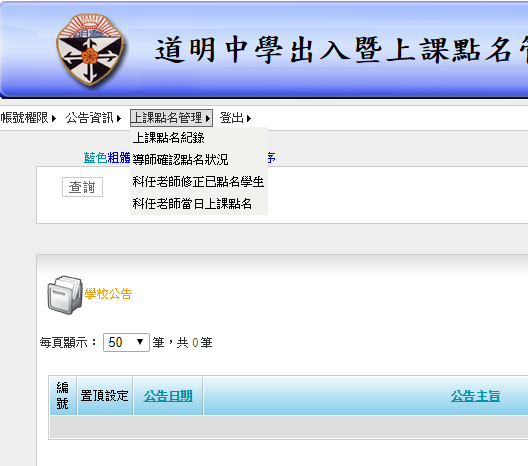 道明中學出入暨上課點名管
帳號權限 公告資訊 上課點名管理 登出
上課點名紀錄
藍色粗體
導師確認點名狀況
序
查詢
科任老師修正已點名學生
科任老師當日上課點名
學校公告
每頁顯示： 50 筆，共 0 筆
編號 置頂設定 公告日期 公告主旨